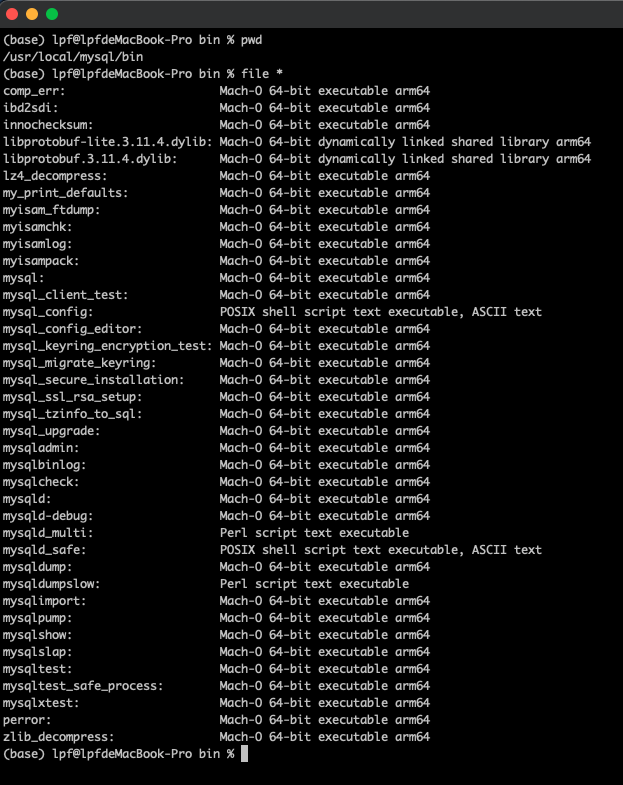 (base) lpf@lpfdeMacBook-Pro bin % pwd
/usr/local/mysql/bin
(base) lpf@lpfdeMacBook-Pro bin % file *
comp_err:                      Mach-O 64-bit executable arm64
ibd2sdi:                       Mach-O 64-bit executable arm64
innochecksum:                  Mach-O 64-bit executable arm64
libprotobuf-lite.3.11.4.dylib: Mach-O 64-bit dynamically linked shared library arm64
libprotobuf.3.11.4.dylib:      Mach-O 64-bit dynamically linked shared library arm64
lz4_decompress:                Mach-O 64-bit executable arm64
my_print_defaults:             Mach-O 64-bit executable arm64
myisam_ftdump:                 Mach-O 64-bit executable arm64
myisamchk:                     Mach-O 64-bit executable arm64
myisamlog:                     Mach-O 64-bit executable arm64
myisampack:                    Mach-O 64-bit executable arm64
mysql:                         Mach-O 64-bit executable arm64
mysql_client_test:             Mach-O 64-bit executable arm64
mysql_config:                  POSIX shell script text executable, ASCII text
mysql_config_editor:           Mach-O 64-bit executable arm64
mysql_keyring_encryption_test: Mach-O 64-bit executable arm64
mysql_migrate_keyring:         Mach-O 64-bit executable arm64
mysql_secure_installation:     Mach-O 64-bit executable arm64
mysql_ssl_rsa_setup:           Mach-O 64-bit executable arm64
mysql_tzinfo_to_sql:           Mach-O 64-bit executable arm64
mysql_upgrade:                 Mach-O 64-bit executable arm64
mysqladmin:                    Mach-O 64-bit executable arm64
mysqlbinlog:                   Mach-O 64-bit executable arm64
mysqlcheck:                    Mach-O 64-bit executable arm64
mysqld:                        Mach-O 64-bit executable arm64
mysqld-debug:                  Mach-O 64-bit executable arm64
mysqld_multi:                  Perl script text executable
mysqld_safe:                   POSIX shell script text executable, ASCII text
mysqldump:                     Mach-O 64-bit executable arm64
mysqldumpslow:                 Perl script text executable
mysqlimport:                   Mach-O 64-bit executable arm64
mysqlpump:                     Mach-O 64-bit executable arm64
mysqlshow:                     Mach-O 64-bit executable arm64
mysqlslap:                     Mach-O 64-bit executable arm64
mysqltest:                     Mach-O 64-bit executable arm64
mysqltest_safe_process:        Mach-O 64-bit executable arm64
mysqlxtest:                    Mach-O 64-bit executable arm64
perror:                        Mach-O 64-bit executable arm64
zlib_decompress:               Mach-O 64-bit executable arm64
(base) lpf@lpfdeMacBook-Pro bin %